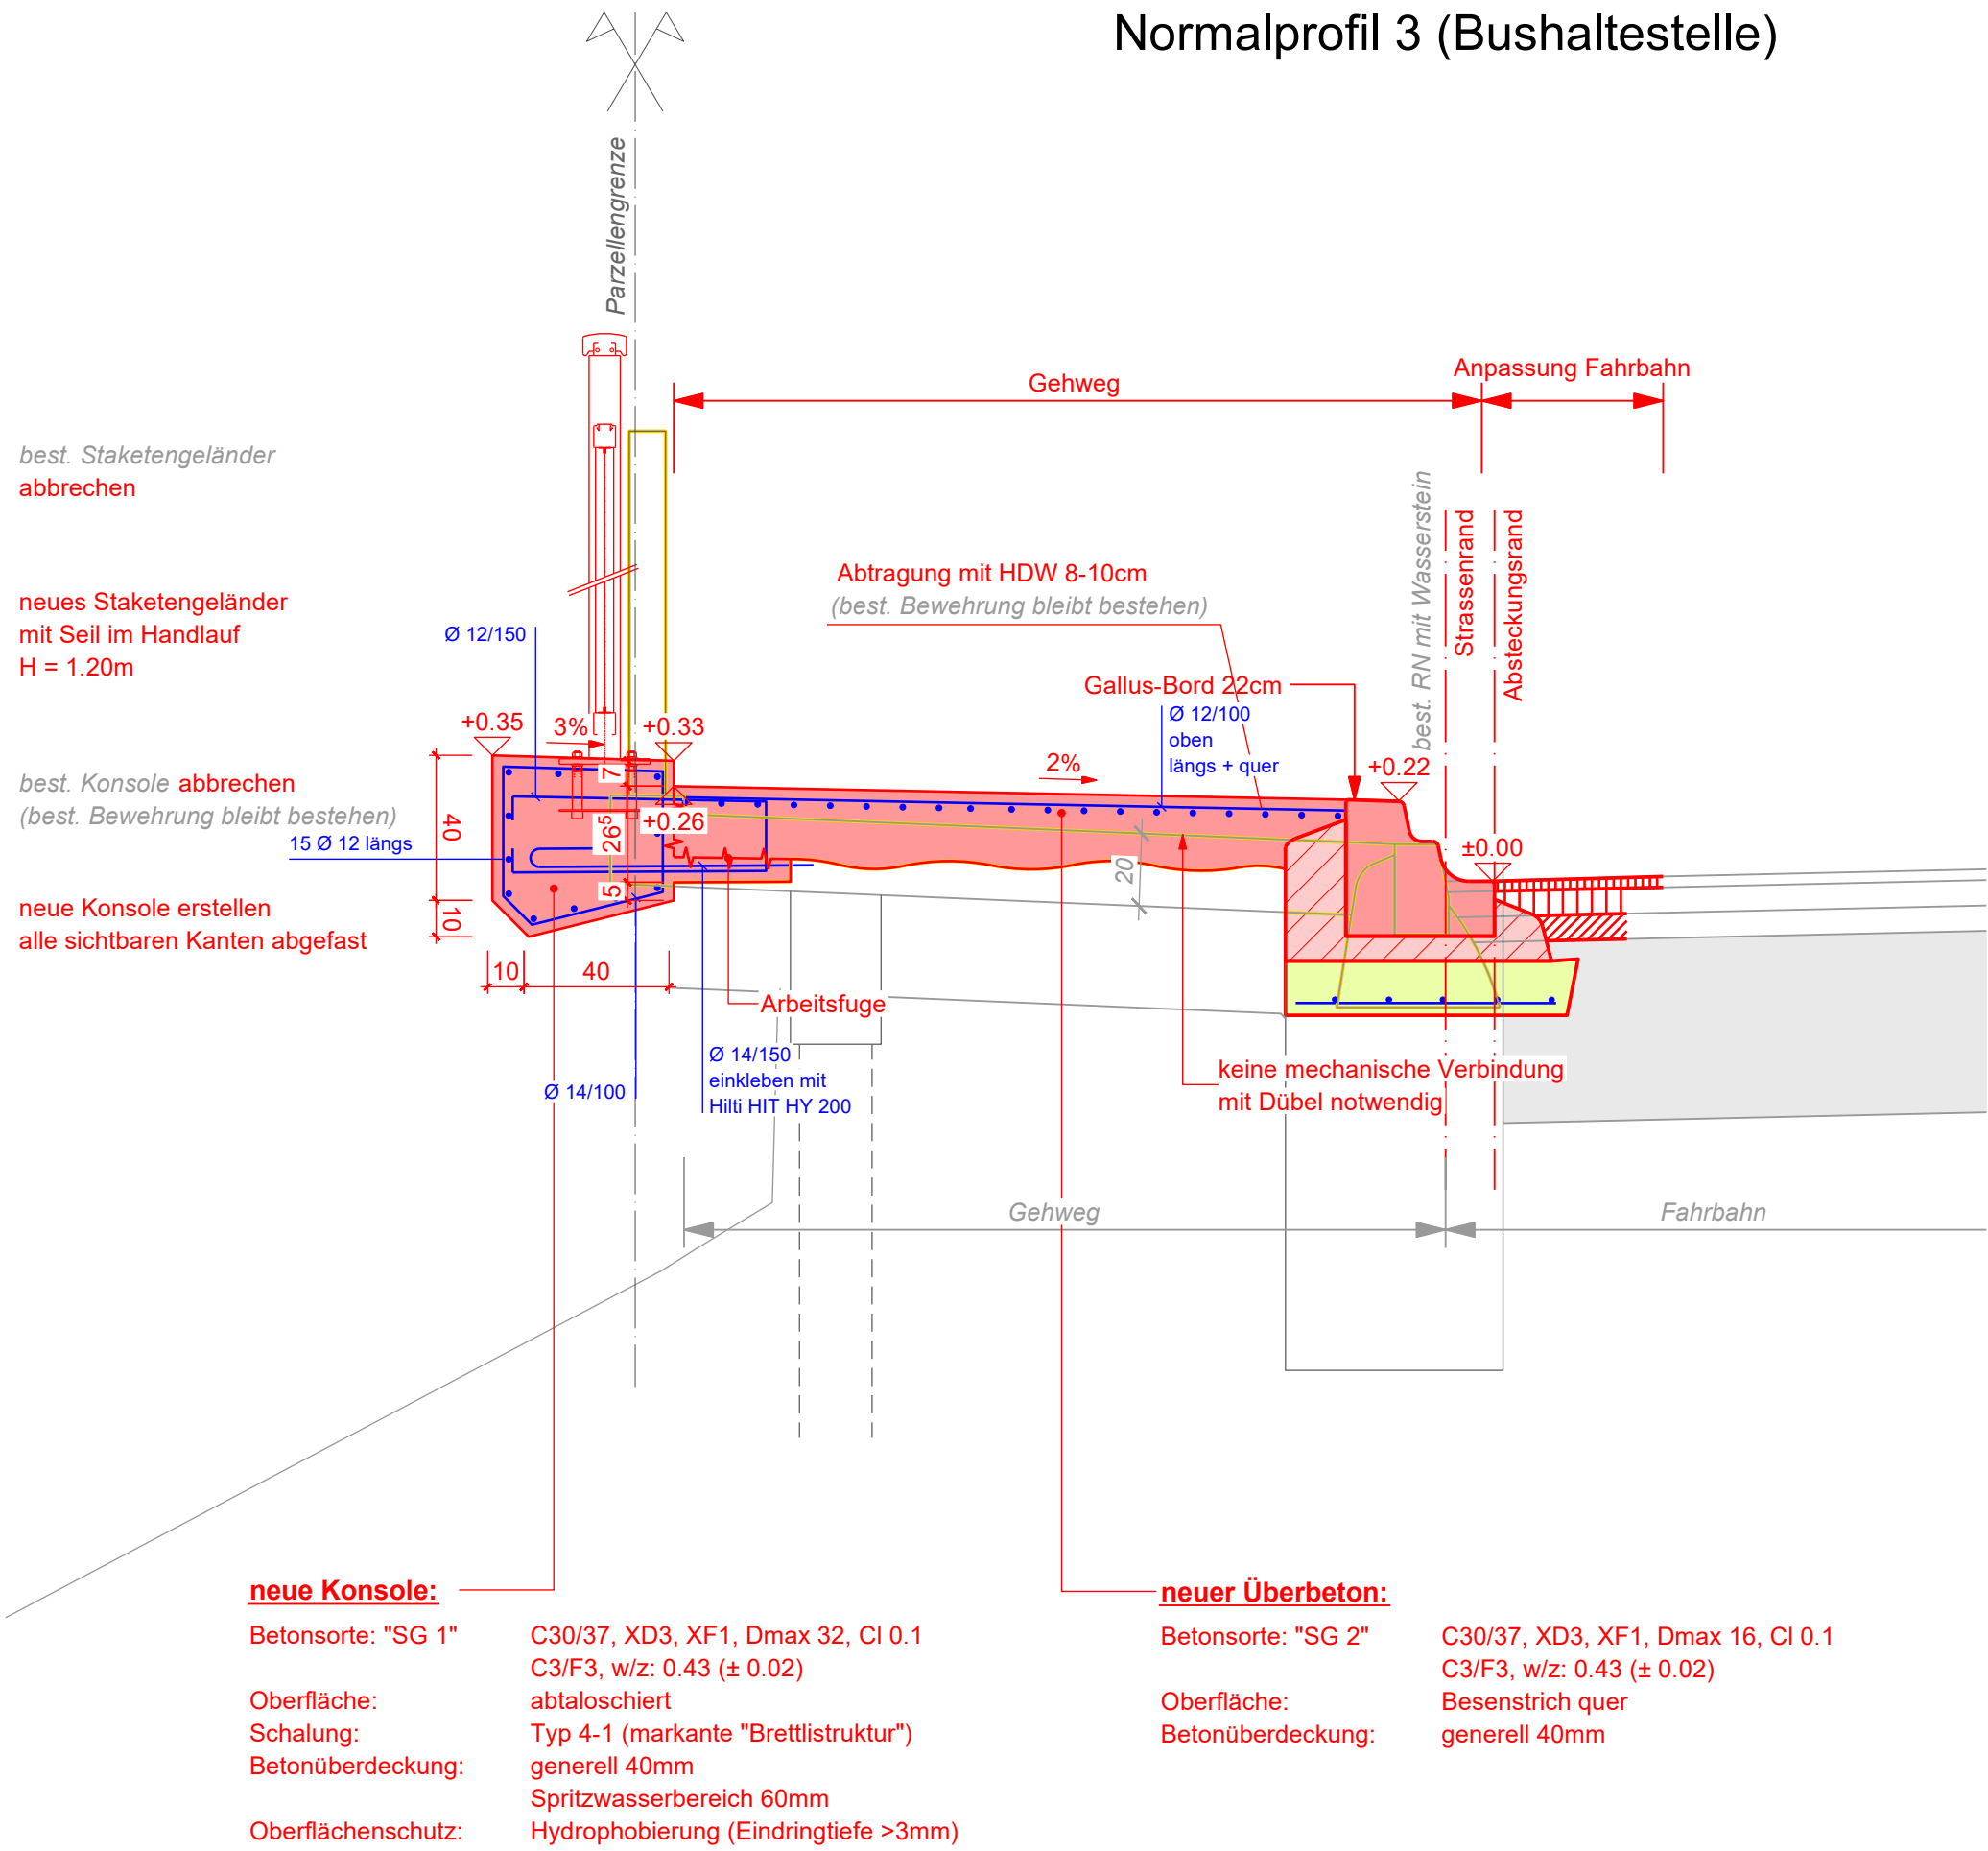 Normalprofil 3 (Bushaltestelle)
Parzellengrenze
Anpassung Fahrbahn
Gehweg
best. Staketengeländer
abbrechen
best. RN mit Wasserstein
Strassenrand
Absteckungsrand
Abtragung mit HDW 8-10cm
(best. Bewehrung bleibt bestehen)
neues Staketengeländer
mit Seil im Handlauf
H = 1.20m
Ø 12/150
Gallus-Bord 22cm
+0.35
3%
+0.33
Ø 12/100
oben
längs + quer
2%
+0.22
7
best. Konsole abbrechen
(best. Bewehrung bleibt bestehen)
40
26⁵
+0.26
15 Ø 12 längs
±0.00
20
5
neue Konsole erstellen
alle sichtbaren Kanten abgefast
10
10
40
Arbeitsfuge
Ø 14/150
einkleben mit
Hilti HIT HY 200
Ø 14/100
keine mechanische Verbindung
mit Dübel notwendig
Gehweg
Fahrbahn
neue Konsole:
Betonsorte: "SG 1" C30/37, XD3, XF1, Dmax 32, Cl 0.1
C3/F3, w/z: 0.43 (± 0.02)
Oberfläche: abtaloschiert
Schalung: Typ 4-1 (markante "Brettlistruktur")
Betonüberdeckung: generell 40mm
Spritzwasserbereich 60mm
Oberflächenschutz: Hydrophobierung (Eindringtiefe >3mm)
neuer Überbeton:
Betonsorte: "SG 2" C30/37, XD3, XF1, Dmax 16, Cl 0.1
C3/F3, w/z: 0.43 (± 0.02)
Oberfläche: Besenstrich quer
Betonüberdeckung: generell 40mm